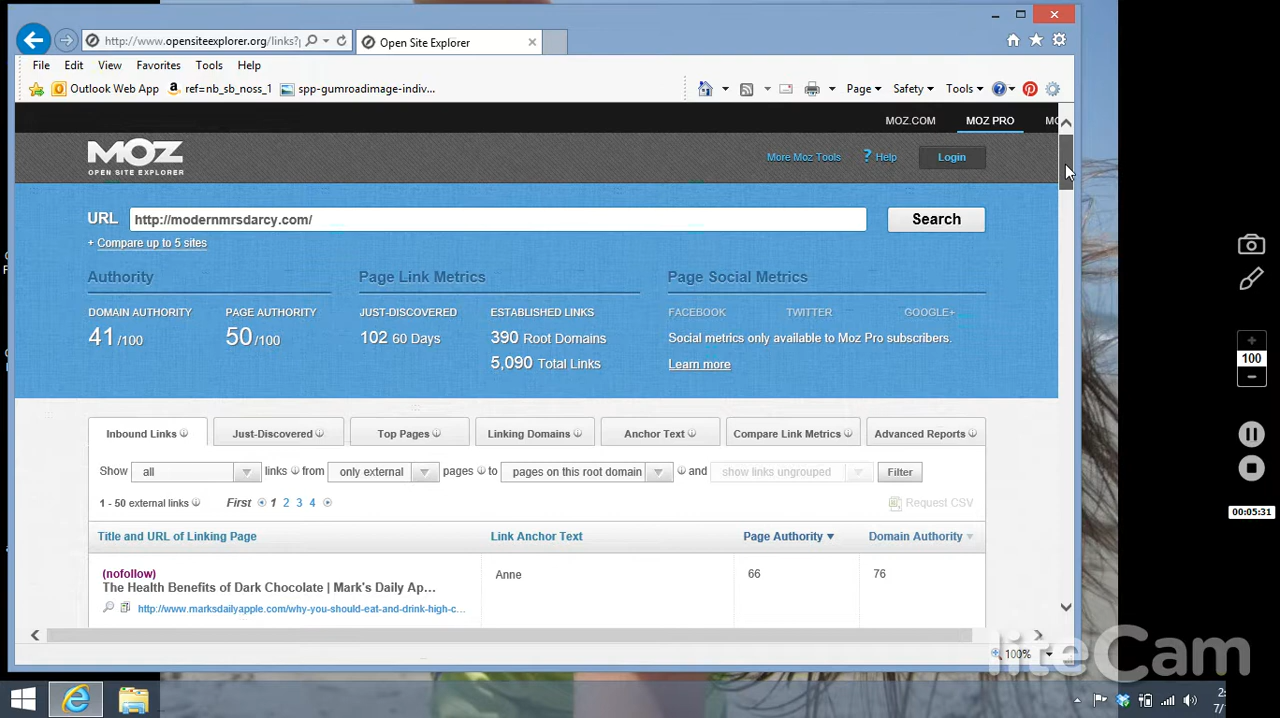 http://www.opensiteexplorer.org/links?
Open Site Explorer
File Edit View Favorites Tools Help
Outlook Web App ref=nb_sb_noss_1 spp-gumroadimage-indiv...
Page Safety Tools
MOZ.COM MOZ PRO
MOZ
OPEN SITE EXPLORER
More Moz Tools ? Help Login
URL http://modernmrsdarcy.com/ Search
+ Compare up to 5 sites
Authority Page Link Metrics Page Social Metrics
DOMAIN AUTHORITY PAGE AUTHORITY JUST-DISCOVERED ESTABLISHED LINKS FACEBOOK TWITTER GOOGLE+
41/100 50/100 102 60 Days 390 Root Domains Social metrics only available to Moz Pro subscribers.
5,090 Total Links Learn more
100
Inbound Links Just-Discovered Top Pages Linking Domains Anchor Text Compare Link Metrics Advanced Reports
Show all links from only external pages to pages on this root domain and show links ungrouped Filter
1 - 50 external links First 1 2 3 4 Request CSV
00:05:31
Title and URL of Linking Page Link Anchor Text Page Authority Domain Authority
(nofollow)
The Health Benefits of Dark Chocolate | Mark's Daily Ap... Anne 66 76
http://www.marksdailyapple.com/why-you-should-eat-and-drink-high-c...
100%
liteCam